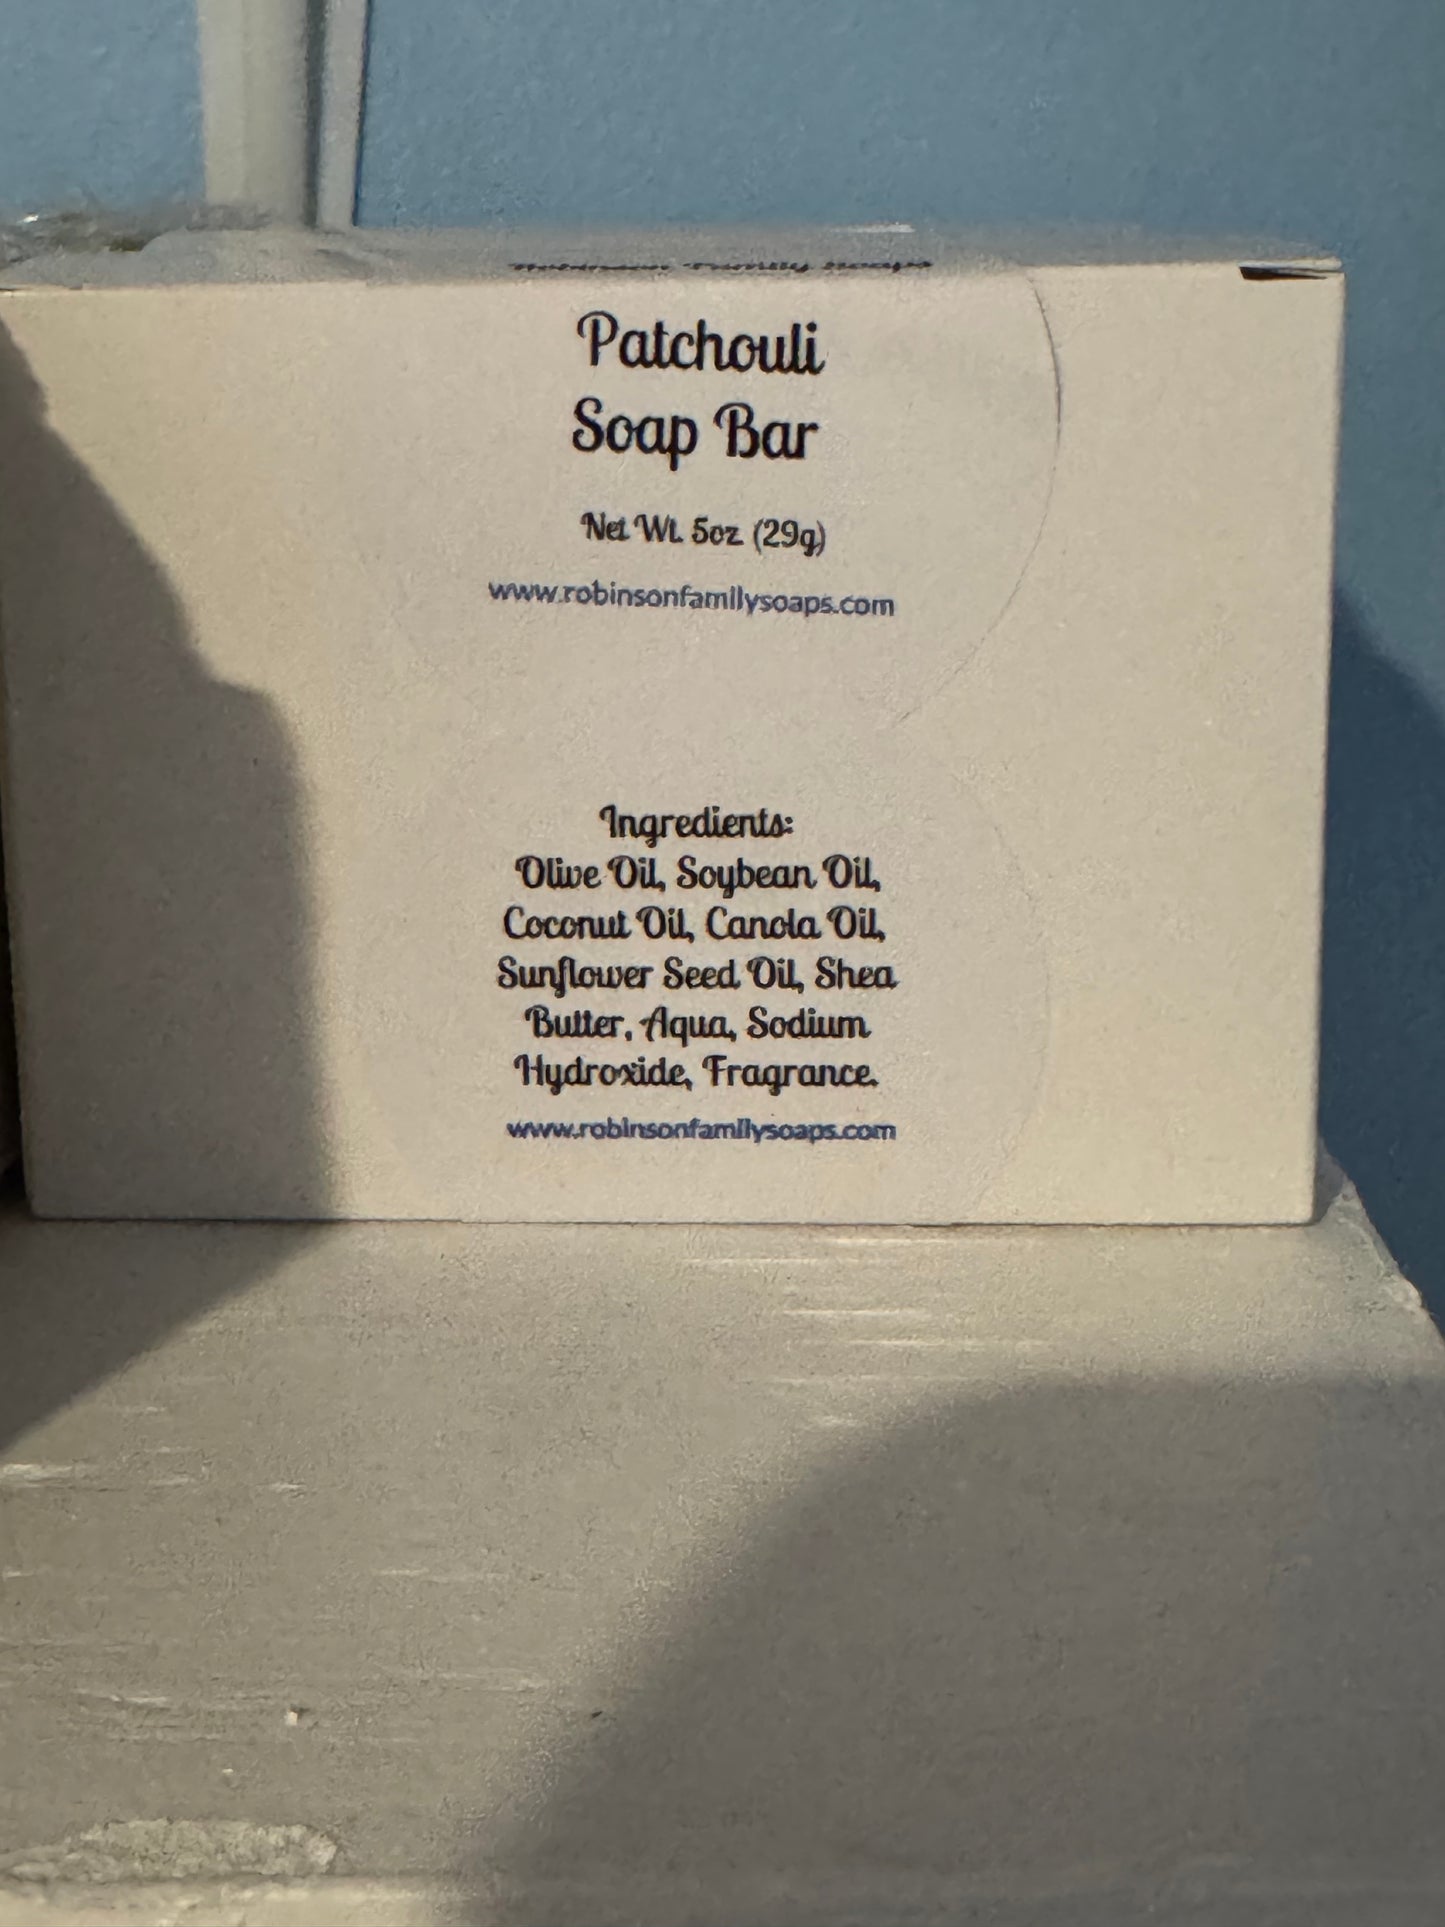 Patchouli
Soap Bar
Net Wt. 5oz (29g)
www.robinsonfamilysoaps.com
Ingredients:
Olive Oil, Soybean Oil,
Coconut Oil, Canola Oil,
Sunflower Seed Oil, Shea
Butter, Aqua, Sodium
Hydroxide, Fragrance.
www.robinsonfamilysoaps.com